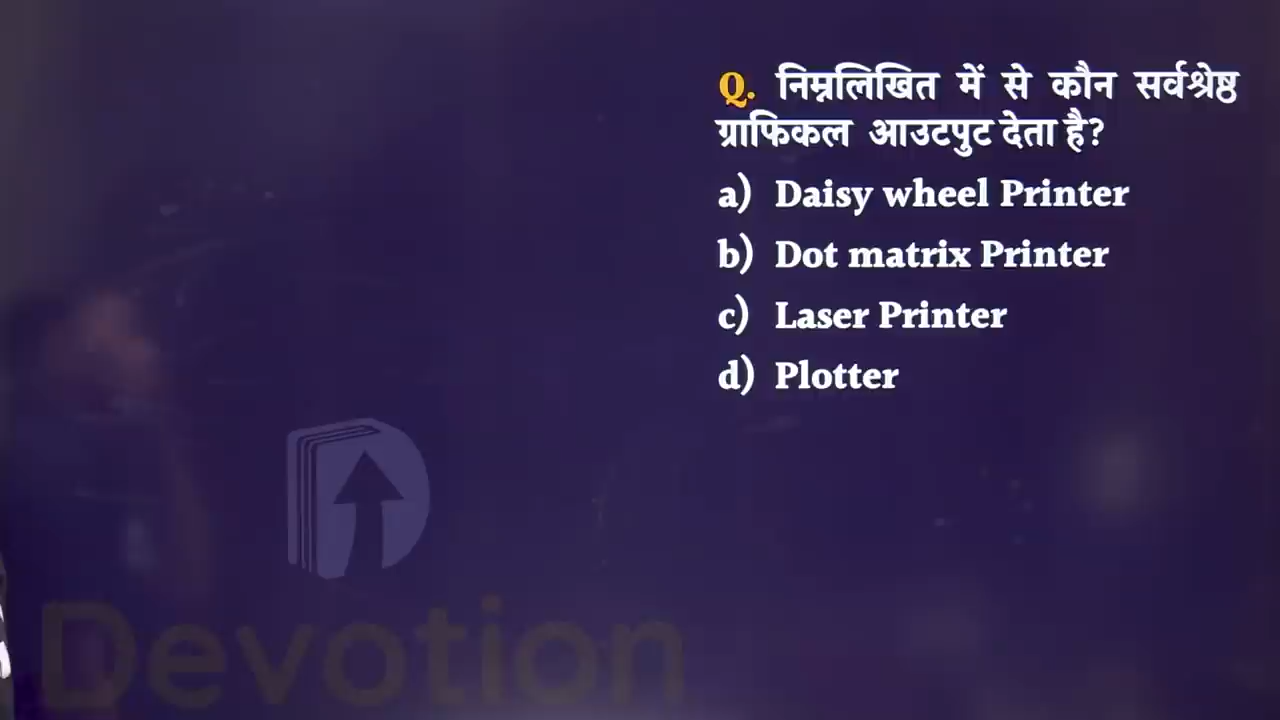 Q. निम्नलिखित में से कौन सर्वश्रेष्ठ
ग्राफिकल आउटपुट देता है?
a) Daisy wheel Printer
b) Dot matrix Printer
c) Laser Printer
d) Plotter
Devotion